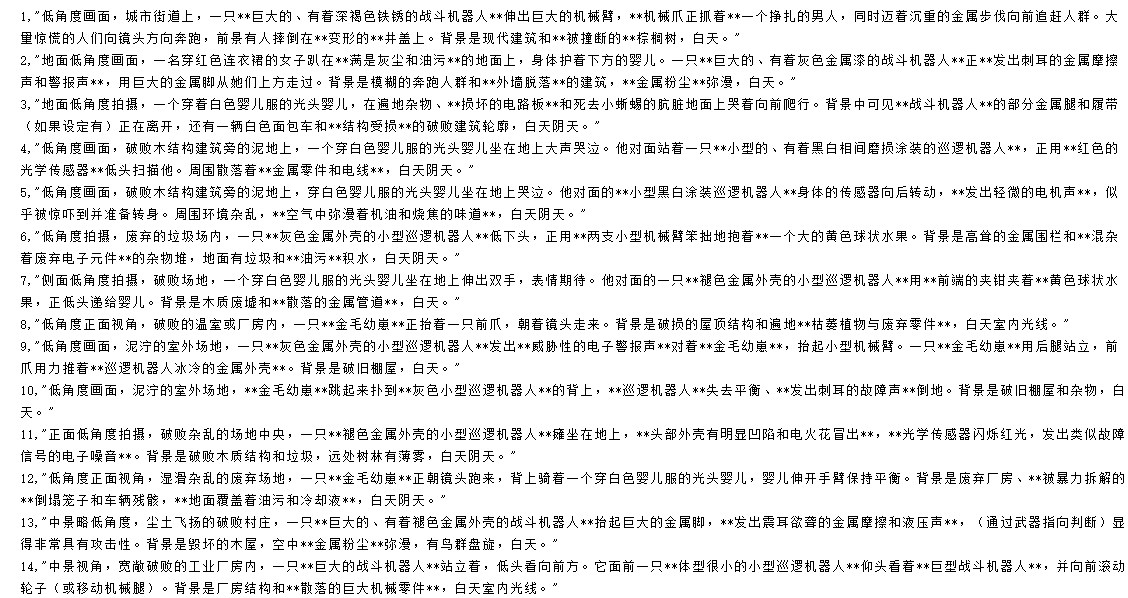 1,"低角度画面，城市街道上，一只**巨大的、有着深褐色铁锈的战斗机器人**伸出巨大的机械臂，**机械爪正抓着**一个挣扎的男人，同时迈着沉重的金属步伐向前追赶人群。大
量惊慌的人们向镜头方向奔跑，前景有人摔倒在**变形的**井盖上。背景是现代建筑和**被撞断的**棕榈树，白天。"
2,"地面低角度画面，一名穿红色连衣裙的女子趴在**满是灰尘和油污**的地面上，身体护着下方的婴儿。一只**巨大的、有着灰色金属漆的战斗机器人**正**发出刺耳的金属摩擦
声和警报声**，用巨大的金属脚从她们上方走过。背景是模糊的奔跑人群和**外墙脱落**的建筑，**金属粉尘**弥漫，白天。"
3,"地面低角度拍摄，一个穿着白色婴儿服的光头婴儿，在遍地杂物、**损坏的电路板**和死去小蜥蜴的肮脏地面上哭着向前爬行。背景中可见**战斗机器人**的部分金属腿和履带
（如果设定有）正在离开，还有一辆白色面包车和**结构受损**的破败建筑轮廓，白天阴天。"
4,"低角度画面，破败木结构建筑旁的泥地上，一个穿白色婴儿服的光头婴儿坐在地上大声哭泣。他对面站着一只**小型的、有着黑白相间磨损涂装的巡逻机器人**，正用**红色的
光学传感器**低头扫描他。周围散落着**金属零件和电线**，白天阴天。"
5,"低角度画面，破败木结构建筑旁的泥地上，穿白色婴儿服的光头婴儿坐在地上哭泣。他对面的**小型黑白涂装巡逻机器人**身体的传感器向后转动，**发出轻微的电机声**，似
乎被惊吓到并准备转身。周围环境杂乱，**空气中弥漫着机油和烧焦的味道**，白天阴天。"
6,"低角度拍摄，废弃的垃圾场内，一只**灰色金属外壳的小型巡逻机器人**低下头，正用**两支小型机械臂笨拙地抱着**一个大的黄色球状水果。背景是高耸的金属围栏和**混杂
着废弃电子元件**的杂物堆，地面有垃圾和**油污**积水，白天阴天。"
7,"侧面低角度拍摄，破败场地，一个穿白色婴儿服的光头婴儿坐在地上伸出双手，表情期待。他对面的一只**褪色金属外壳的小型巡逻机器人**用**前端的夹钳夹着**黄色球状水
果，正低头递给婴儿。背景是木质废墟和**散落的金属管道**，白天。"
8,"低角度正面视角，破败的温室或厂房内，一只**金毛幼崽**正抬着一只前爪，朝着镜头走来。背景是破损的屋顶结构和遍地**枯萎植物与废弃零件**，白天室内光线。"
9,"低角度画面，泥泞的室外场地，一只**灰色金属外壳的小型巡逻机器人**发出**威胁性的电子警报声**对着**金毛幼崽**，抬起小型机械臂。一只**金毛幼崽**用后腿站立，前
爪用力推着**巡逻机器人冰冷的金属外壳**。背景是破旧棚屋，白天。"
10,"低角度画面，泥泞的室外场地，**金毛幼崽**跳起来扑到**灰色小型巡逻机器人**的背上，**巡逻机器人**失去平衡、**发出刺耳的故障声**倒地。背景是破旧棚屋和杂物，白
天。"
11,"正面低角度拍摄，破败杂乱的场地中央，一只**褪色金属外壳的小型巡逻机器人**瘫坐在地上，**头部外壳有明显凹陷和电火花冒出**，**光学传感器闪烁红光，发出类似故障
信号的电子噪音**。背景是破败木质结构和垃圾，远处树林有薄雾，白天阴天。"
12,"低角度正面视角，湿滑杂乱的废弃场地，一只**金毛幼崽**正朝镜头跑来，背上骑着一个穿白色婴儿服的光头婴儿，婴儿伸开手臂保持平衡。背景是废弃厂房、**被暴力拆解的
**倒塌笼子和车辆残骸，**地面覆盖着油污和冷却液**，白天阴天。"
13,"中景略低角度，尘土飞扬的破败村庄，一只**巨大的、有着褪色金属外壳的战斗机器人**抬起巨大的金属脚，**发出震耳欲聋的金属摩擦和液压声**，（通过武器指向判断）显
得非常具有攻击性。背景是毁坏的木屋，空中**金属粉尘**弥漫，有鸟群盘旋，白天。"
14,"中景视角，宽敞破败的工业厂房内，一只**巨大的战斗机器人**站立着，低头看向前方。它面前一只**体型很小的小型巡逻机器人**仰头看着**巨型战斗机器人**，并向前滚动
轮子（或移动机械腿）。背景是厂房结构和**散落的巨大机械零件**，白天室内光线。"